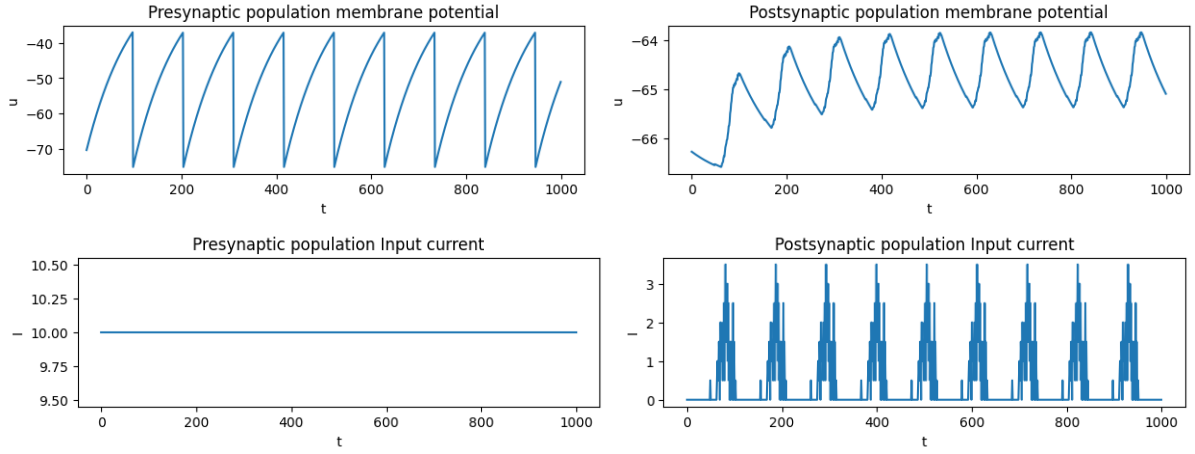 Presynaptic population membrane potential
−40
−50
−60
−70
u
0 200 400 600 800 1000
t
Postsynaptic population membrane potential
−64
−65
−66
u
0 200 400 600 800 1000
t
Presynaptic population Input current
10.50
10.25
10.00
9.75
9.50
I
0 200 400 600 800 1000
t
Postsynaptic population Input current
3
2
1
0
I
0 200 400 600 800 1000
t